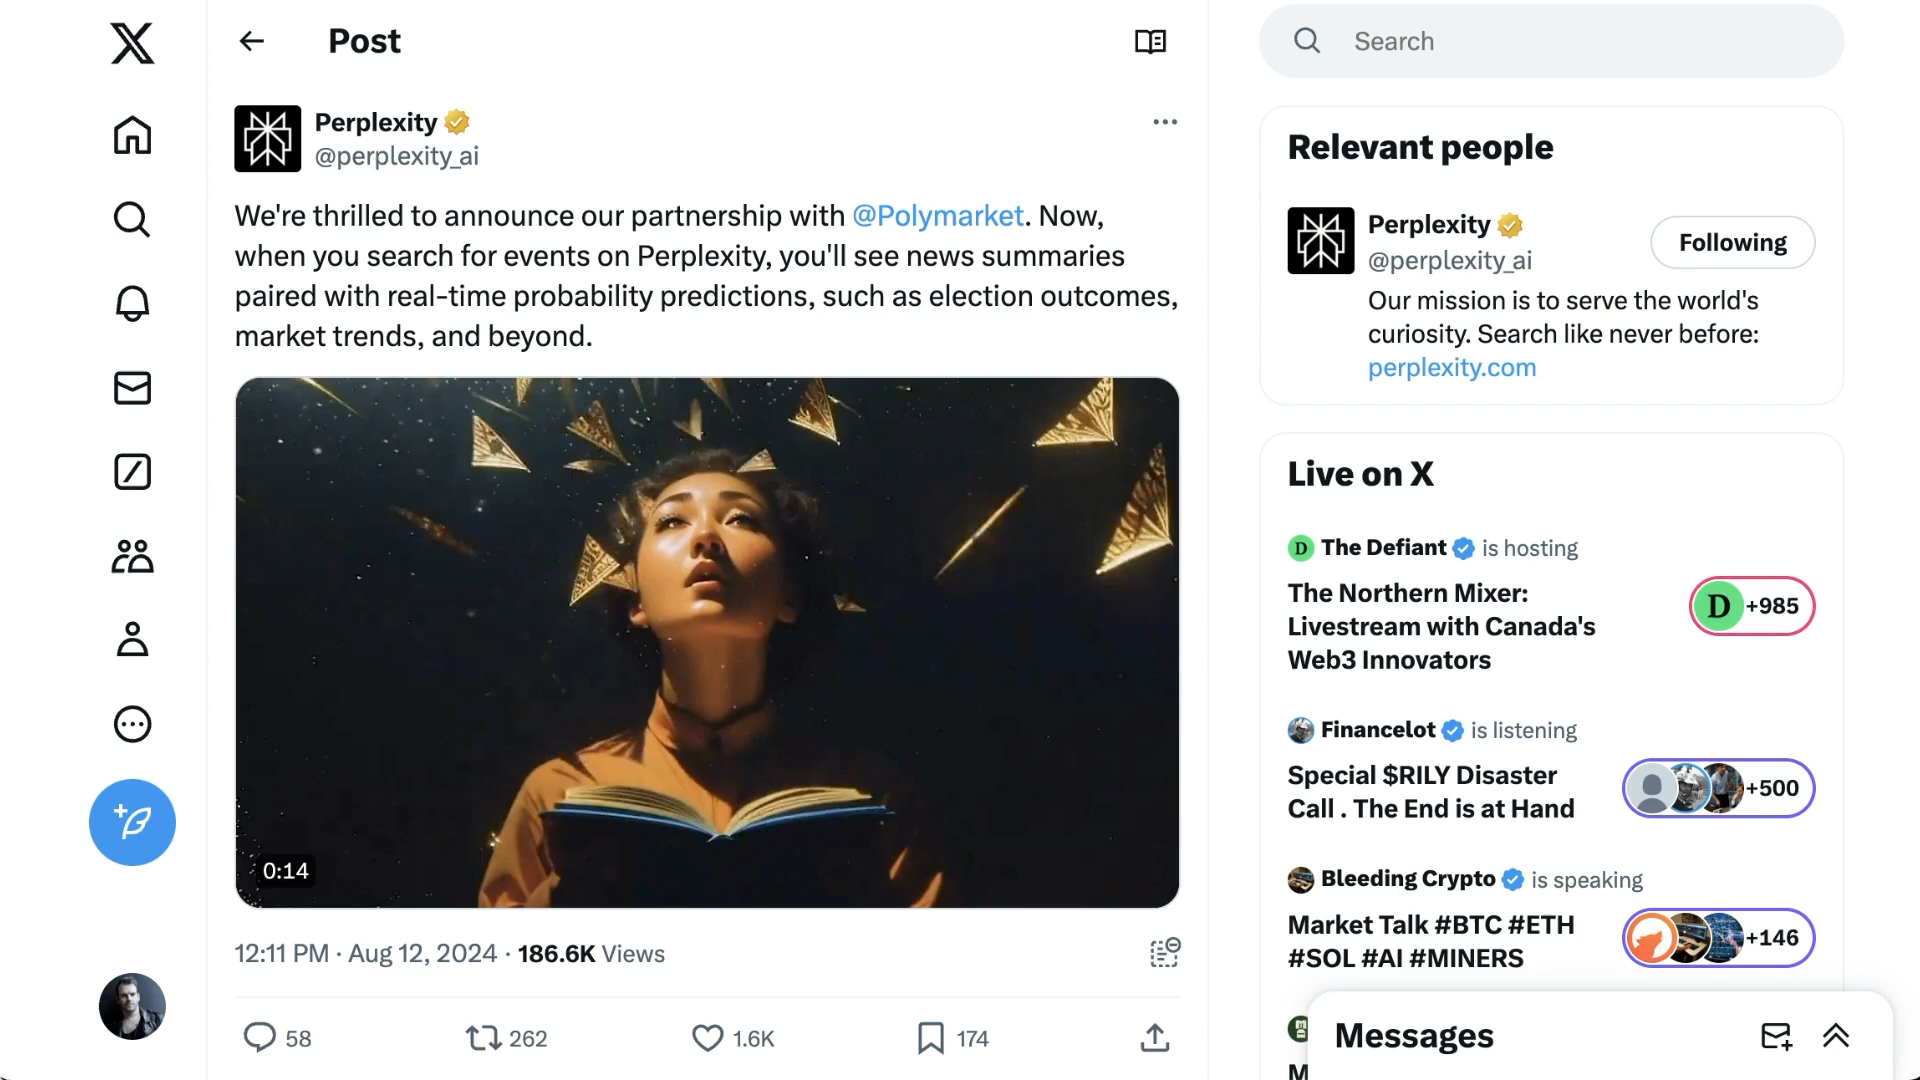 Post
Perplexity
@perplexity_ai
We're thrilled to announce our partnership with @Polymarket. Now,
when you search for events on Perplexity, you'll see news summaries
paired with real-time probability predictions, such as election outcomes,
market trends, and beyond.
0:14
12:11 PM · Aug 12, 2024 · 186.6K Views
58
262
1.6K
174
Search
Relevant people
Perplexity
@perplexity_ai
Following
Our mission is to serve the world's
curiosity. Search like never before:
perplexity.com
Live on X
D The Defiant is hosting
The Northern Mixer:
Livestream with Canada's
Web3 Innovators
D +985
Financelot is listening
Special $RILY Disaster
Call . The End is at Hand
+500
Bleeding Crypto is speaking
Market Talk #BTC #ETH
#SOL #AI #MINERS
+146
Messages